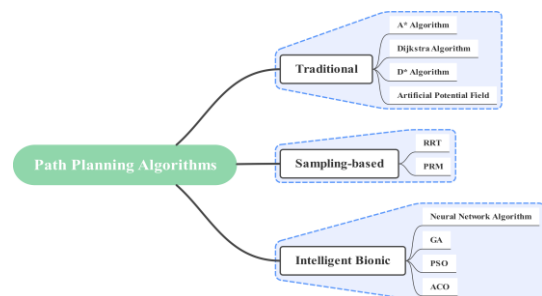 Path Planning Algorithms
Traditional
A* Algorithm
Dijkstra Algorithm
D* Algorithm
Artificial Potential Field
Sampling-based
RRT
PRM
Intelligent Bionic
Neural Network Algorithm
GA
PSO
ACO